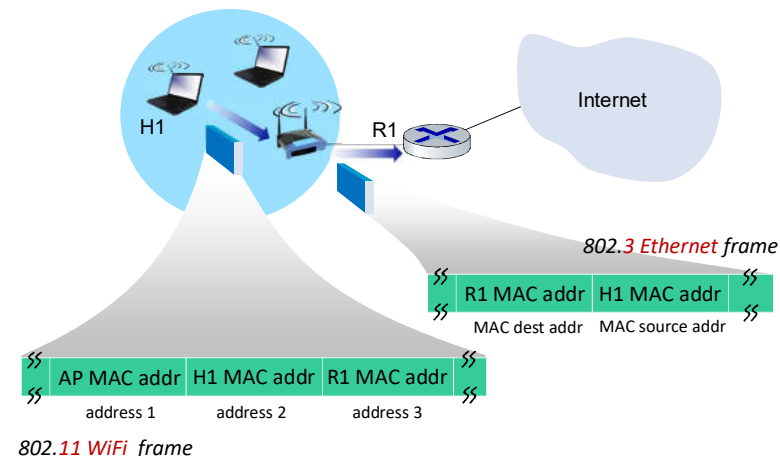 H1
R1
Internet
802.3 Ethernet frame
R1 MAC addr H1 MAC addr
MAC dest addr MAC source addr
AP MAC addr H1 MAC addr R1 MAC addr
address 1 address 2 address 3
802.11 WiFi frame